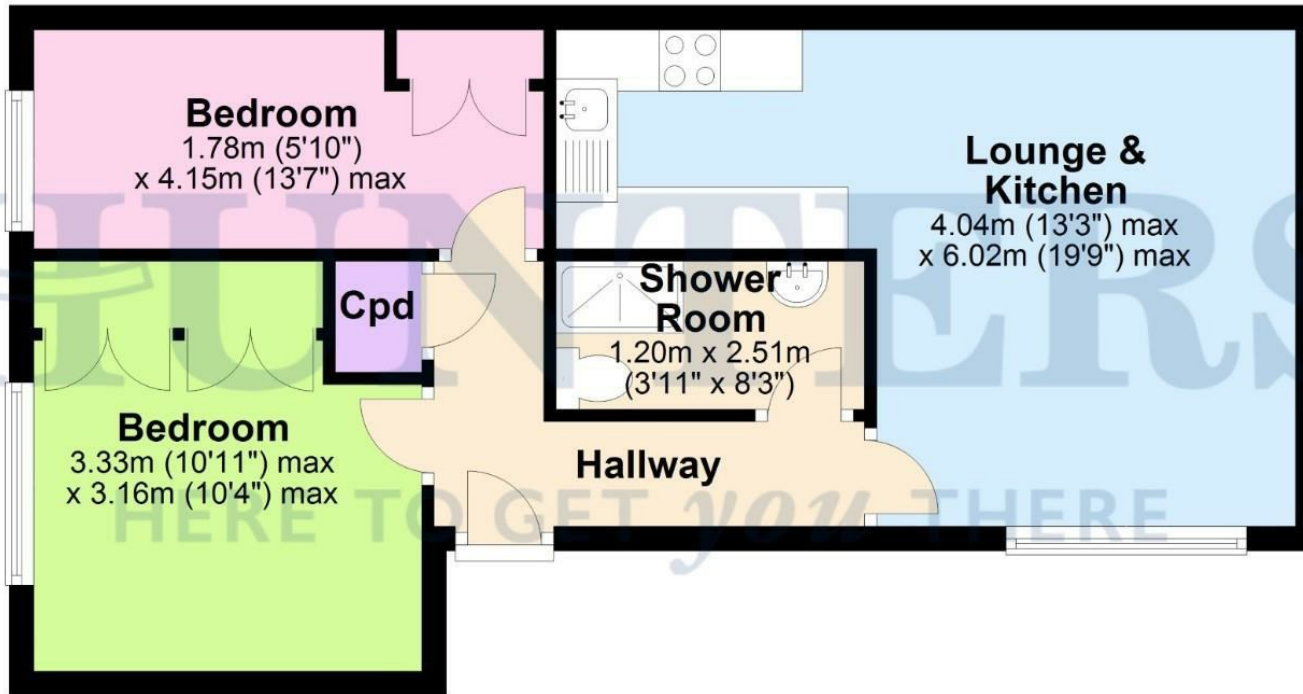 Bedroom
1.78m (5'10")
x 4.15m (13'7") max
Lounge &
Kitchen
4.04m (13'3") max
x 6.02m (19'9") max
Cpd
Shower
Room
1.20m x 2.51m
(3'11" x 8'3")
Bedroom
3.33m (10'11") max
x 3.16m (10'4") max
Hallway
HUNTERS
HERE TO GET you THERE